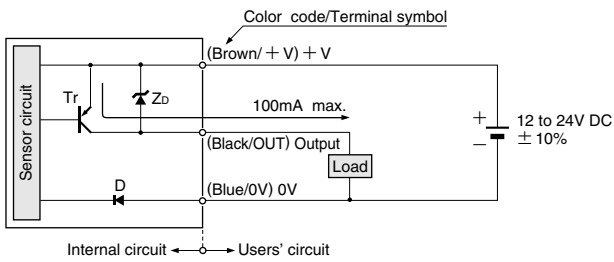 Color code/Terminal symbol
(Brown/+V) +V
Tr
ZD
100mA max.
Sensor circuit
(Black/OUT) Output
+
12 to 24V DC
−
± 10%
Load
D
(Blue/0V) 0V
Internal circuit
Users' circuit